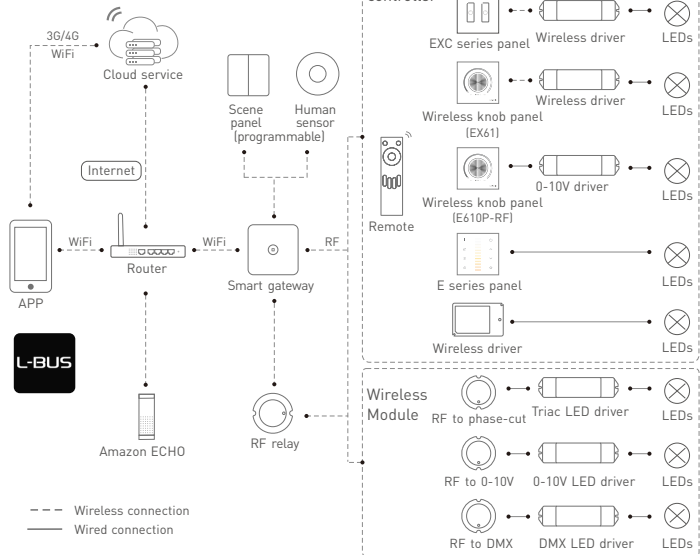 3G/4G
WiFi
Cloud service
Internet
Scene
panel
Human
sensor
(programmable)
WiFi
WiFi
RF
APP
Router
Smart gateway
L-BUS
Amazon ECHO
RF relay
Wireless connection
Wired connection
EXC series panel
Wireless driver
LEDs
Wireless knob panel
(EX61)
Wireless driver
LEDs
Remote
Wireless knob panel
(E610P-RF)
0-10V driver
LEDs
E series panel
LEDs
Wireless driver
LEDs
Wireless
Module
RF to phase-cut
Triac LED driver
LEDs
RF to 0-10V
0-10V LED driver
LEDs
RF to DMX
DMX LED driver
LEDs